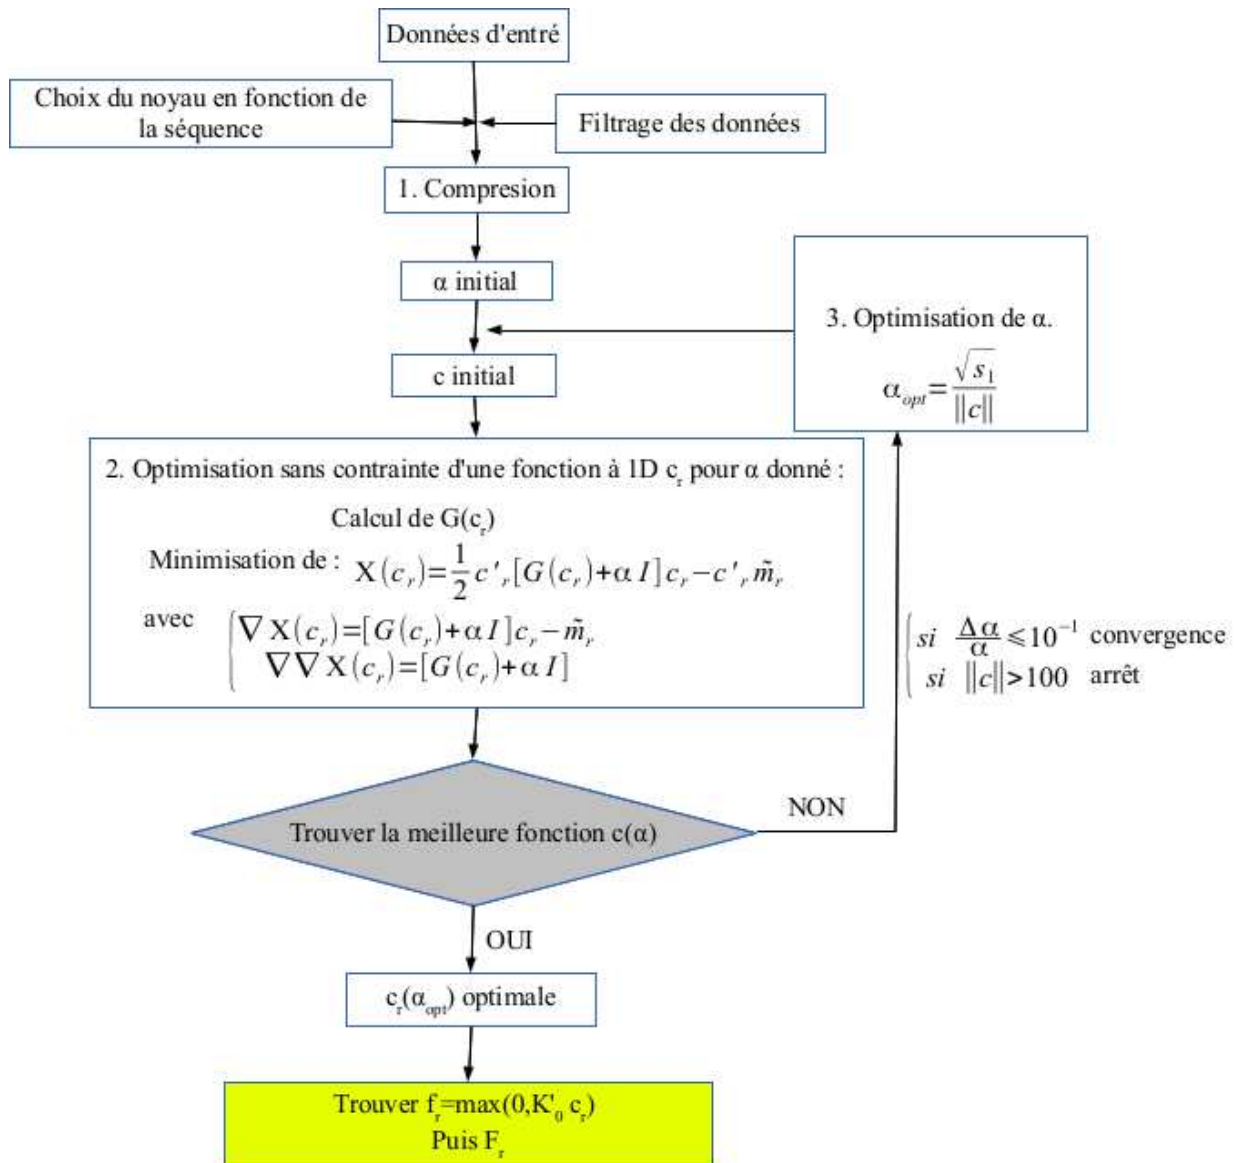 Données d'entré
Choix du noyau en fonction de
la séquence
Filtrage des données
1. Compresion
α initial
3. Optimisation de α.
α_opt = √s_1 / ||c||
c initial
2. Optimisation sans contrainte d'une fonction à 1D c_r pour α donné :
Calcul de G(c_r)
Minimisation de : X(c_r)=1/2 c'_r[G(c_r)+α I]c_r−c'_r m̃_r
avec
∇X(c_r)=[G(c_r)+α I]c_r−m̃_r
∇∇X(c_r)=[G(c_r)+α I]
si Δα/α ⩽10^−1 convergence
si ||c||>100 arrêt
NON
Trouver la meilleure fonction c(α)
OUI
c_r(α_opt) optimale
Trouver f_r=max(0,K'_0 c_r)
Puis F_r